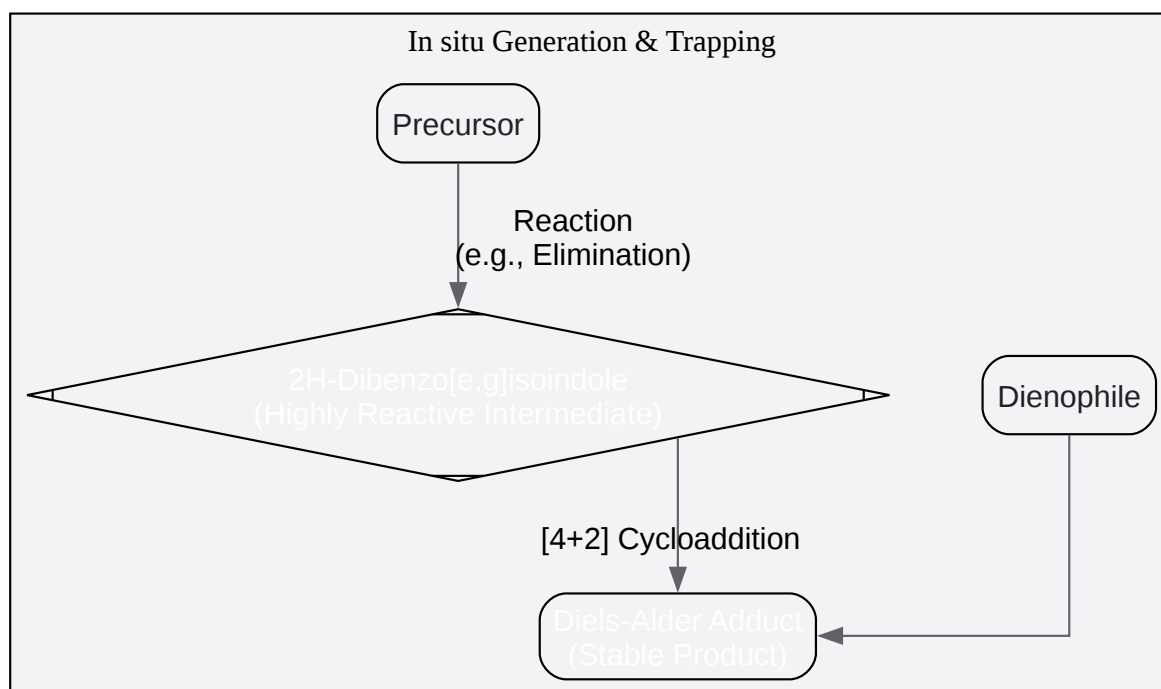 In situ Generation & Trapping
Precursor
Reaction
(e.g., Elimination)
2H-Dibenzo[e,g]isoindole
(Highly Reactive Intermediate)
Dienophile
[4+2] Cycloaddition
Diels-Alder Adduct
(Stable Product)